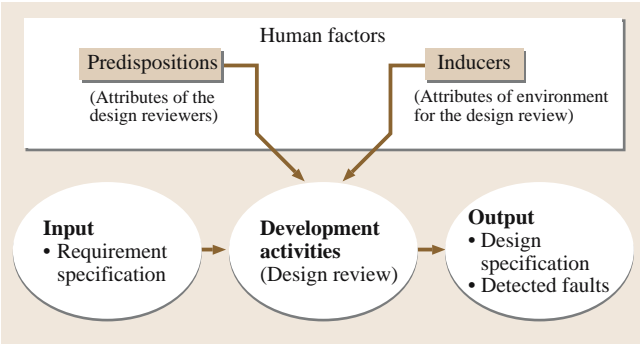 Human factors
Predispositions
(Attributes of the
design reviewers)
Inducers
(Attributes of environment
for the design review)
Input
• Requirement
specification
Development
activities
(Design review)
Output
• Design
specification
• Detected faults